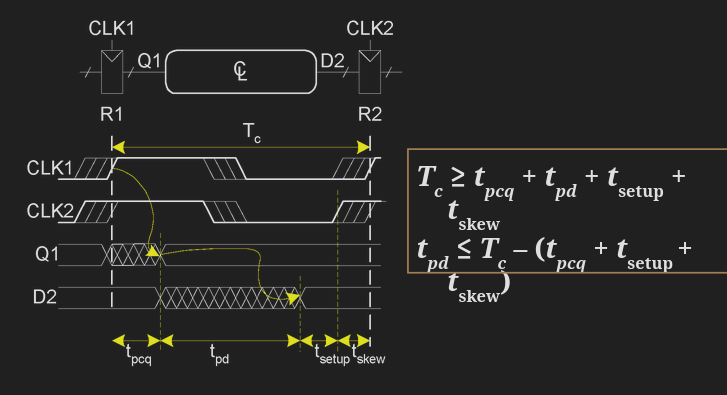 CLK1 CLK2
Q1 CL D2
R1 R2
Tc
CLK1
CLK2
Q1
D2
tpcq tpd tsetup tskew
Tc ≥ tpcq + tpd + tsetup +
tskew
tpd ≤ Tc – (tpcq + tsetup +
tskew)